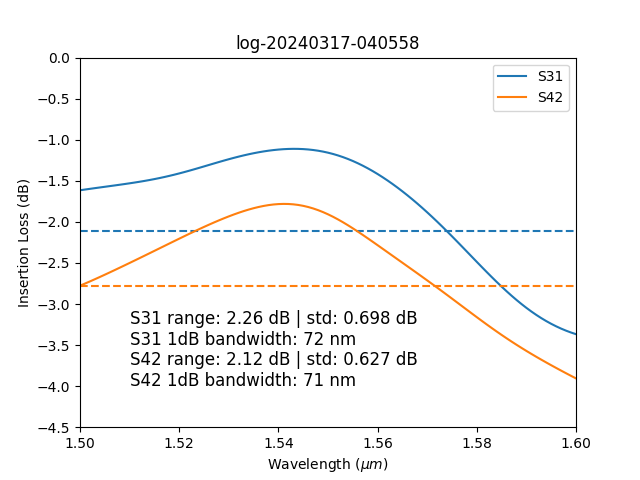 log-20240317-040558
S31
S42
0.0
−0.5
−1.0
−1.5
−2.0
−2.5
−3.0
−3.5
−4.0
−4.5
Insertion Loss (dB)
S31 range: 2.26 dB | std: 0.698 dB
S31 1dB bandwidth: 72 nm
S42 range: 2.12 dB | std: 0.627 dB
S42 1dB bandwidth: 71 nm
1.50 1.52 1.54 1.56 1.58 1.60
Wavelength (μm)